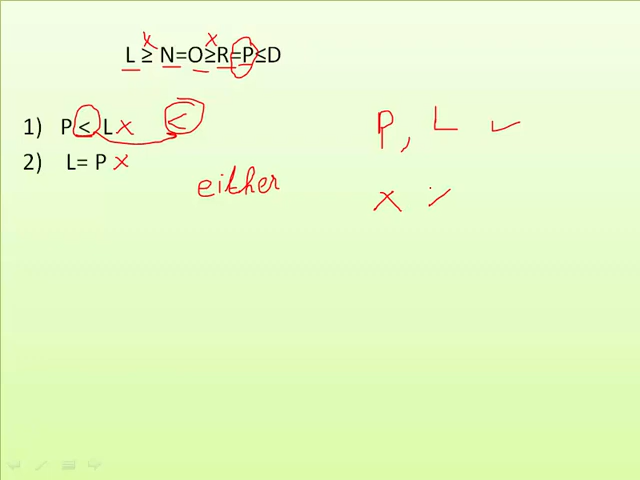 x x
L ≥ N=O≥R=P≤D
1) P < L x <
2) L= P x
either
P, L ✓
x